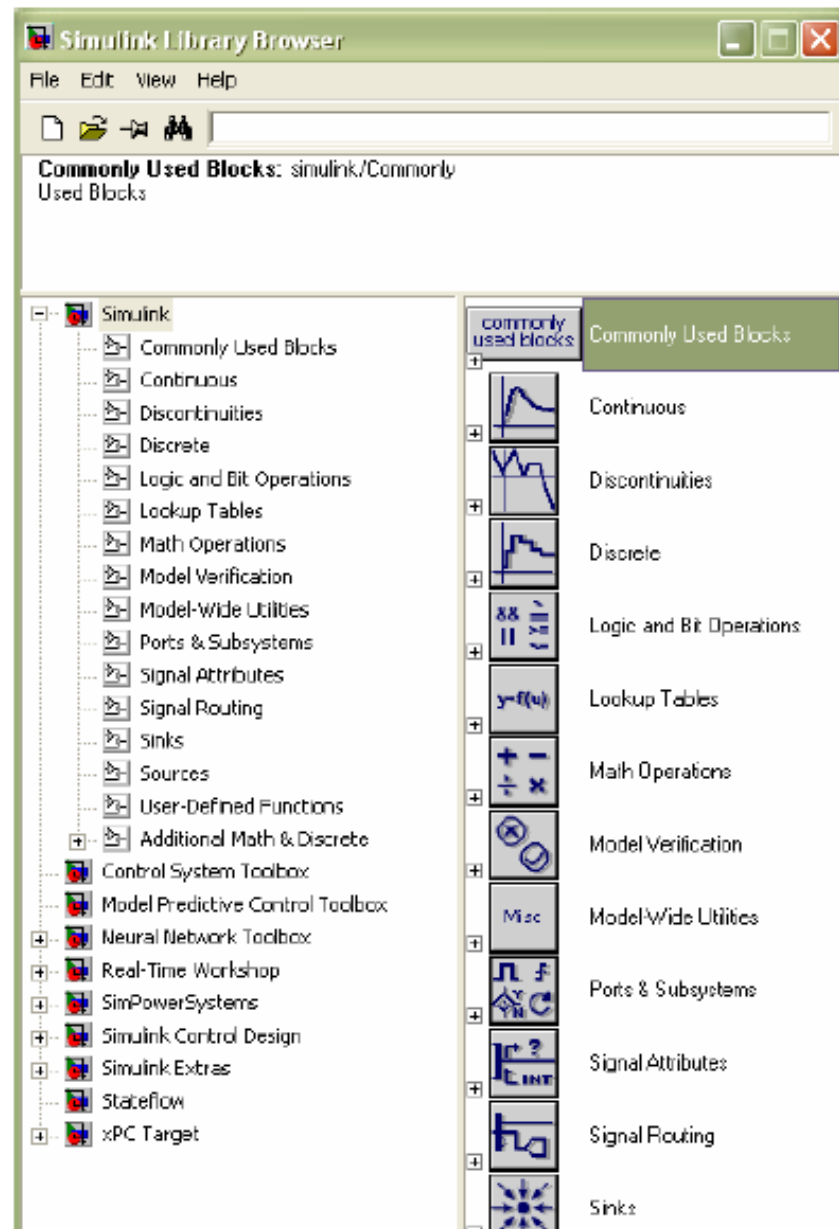 Simulink Library Browser
File Edit View Help
Commonly Used Blocks: simulink/Commonly
Used Blocks
Simulink
Commonly Used Blocks
Continuous
Discontinuities
Discrete
Logic and Bit Operations
Lookup Tables
Math Operations
Model Verification
Model-Wide Utilities
Ports & Subsystems
Signal Attributes
Signal Routing
Sinks
Sources
User-Defined Functions
Additional Math & Discrete
Control System Toolbox
Model Predictive Control Toolbox
Neural Network Toolbox
Real-Time Workshop
SimPowerSystems
Simulink Control Design
Simulink Extras
Stateflow
xPC Target
commonly
used blocks
Commonly Used Blocks
Continuous
Discontinuities
Discrete
&&
|| >=
Logic and Bit Operations
y=f(u)
Lookup Tables
+ −
÷ ×
Math Operations
Model Verification
Misc
Model-Wide Utilities
Y
N
Ports & Subsystems
?
INT
Signal Attributes
Signal Routing
Sinks